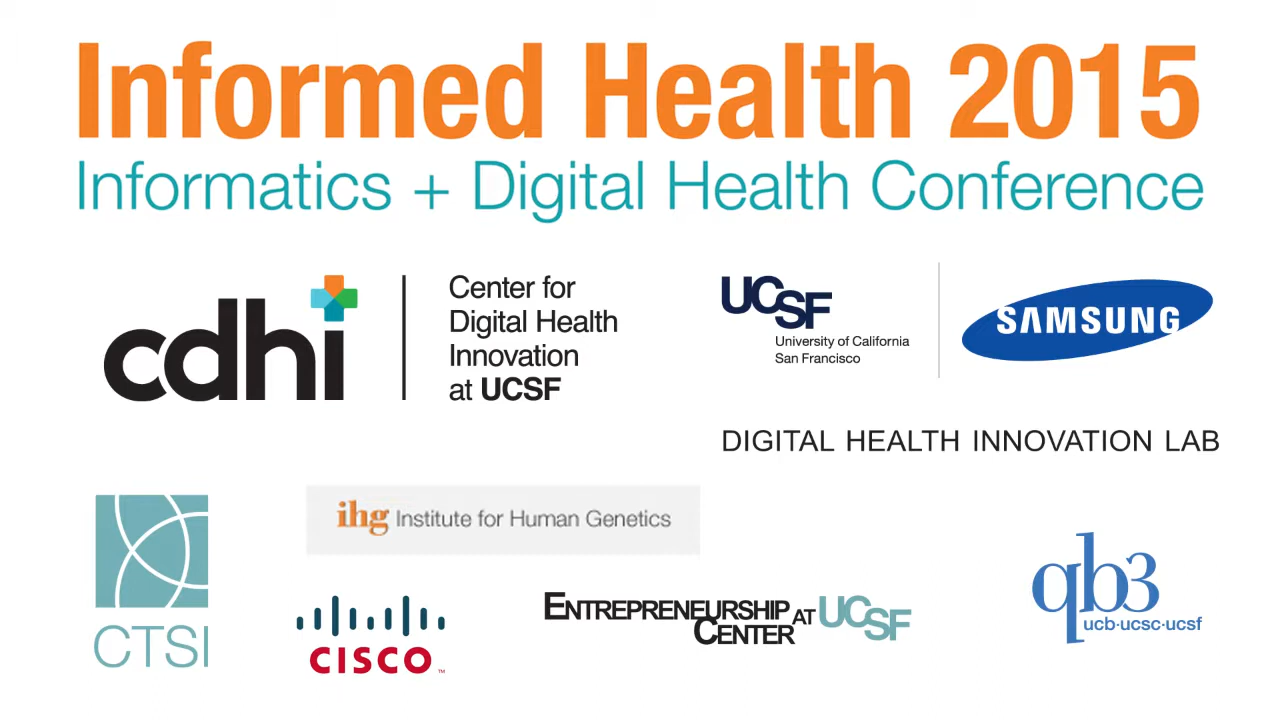 Informed Health 2015
Informatics + Digital Health Conference
cdhi
Center for
Digital Health
Innovation
at UCSF
UCSF
University of California
San Francisco
SAMSUNG
DIGITAL HEALTH INNOVATION LAB
CTSI
ihg Institute for Human Genetics
CISCO™
ENTREPRENEURSHIP AT UCSF
CENTER
qb3
ucb·ucsc·ucsf